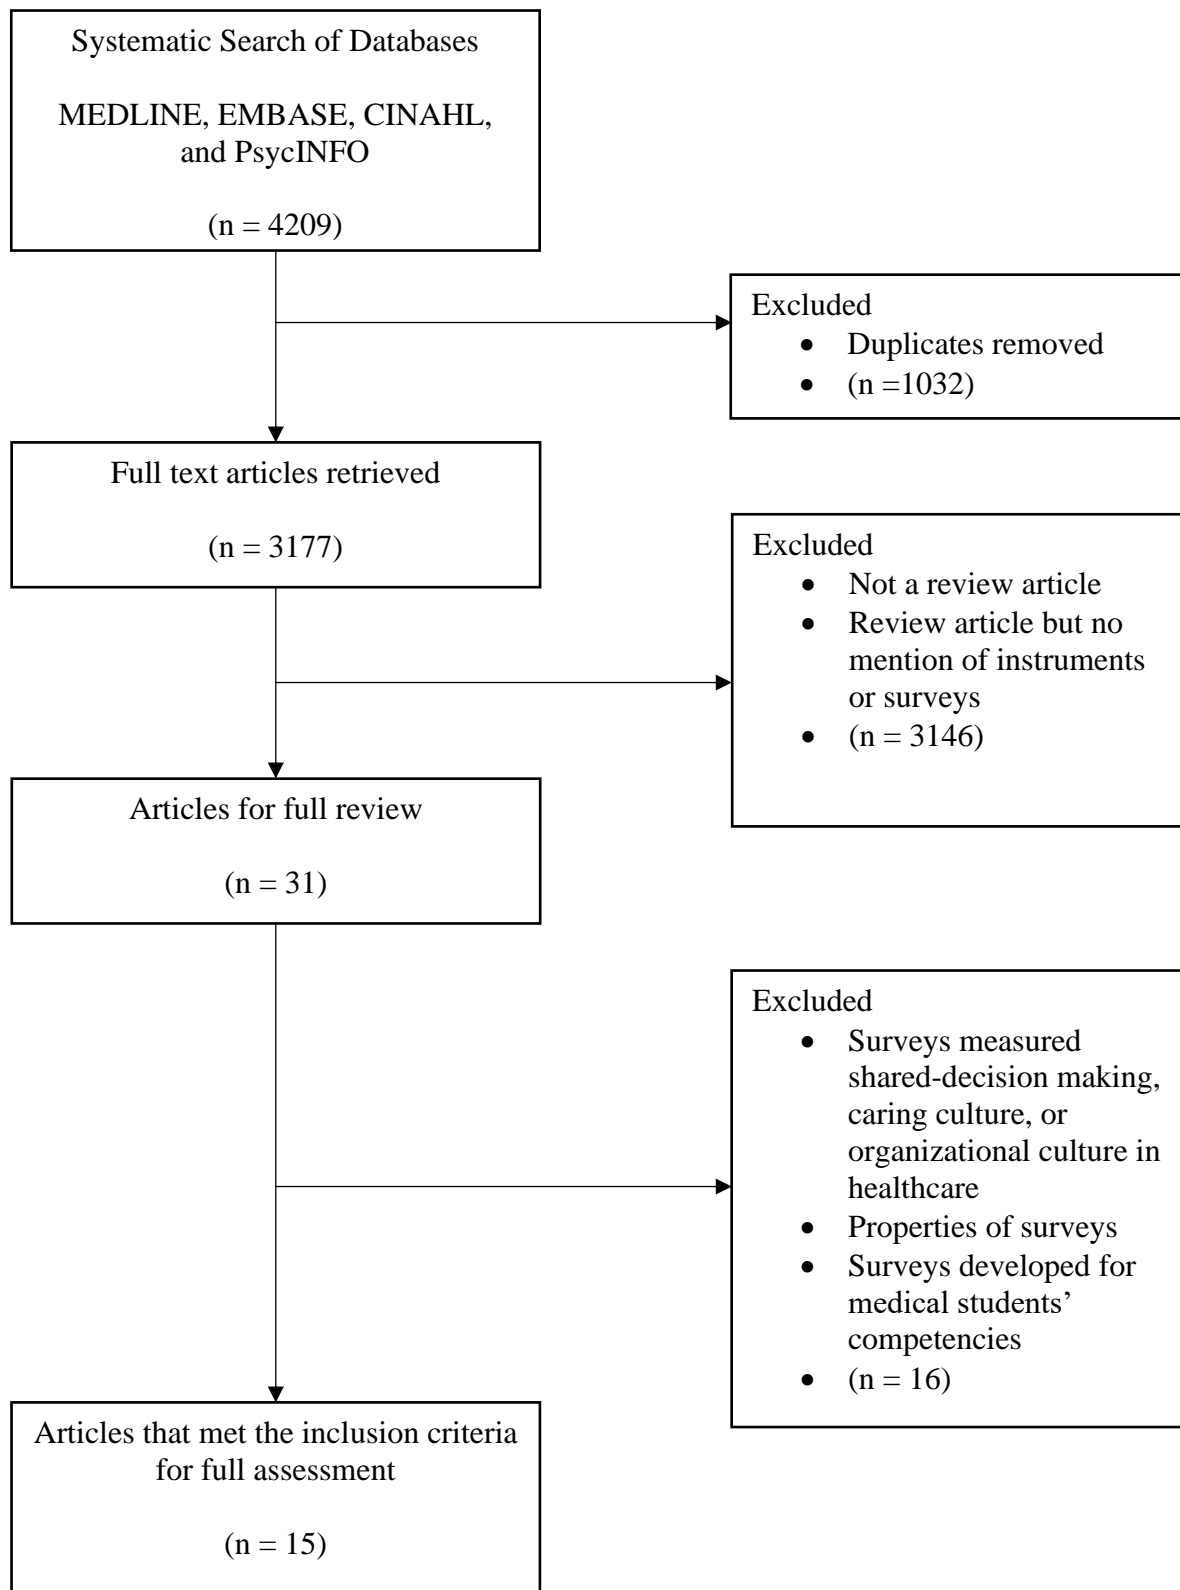 Systematic Search of Databases
MEDLINE, EMBASE, CINAHL,
and PsycINFO
(n = 4209)
Excluded
• Duplicates removed
• (n =1032)
Full text articles retrieved
(n = 3177)
Excluded
• Not a review article
• Review article but no
mention of instruments
or surveys
• (n = 3146)
Articles for full review
(n = 31)
Excluded
• Surveys measured
shared-decision making,
caring culture, or
organizational culture in
healthcare
• Properties of surveys
• Surveys developed for
medical students’
competencies
• (n = 16)
Articles that met the inclusion criteria
for full assessment
(n = 15)